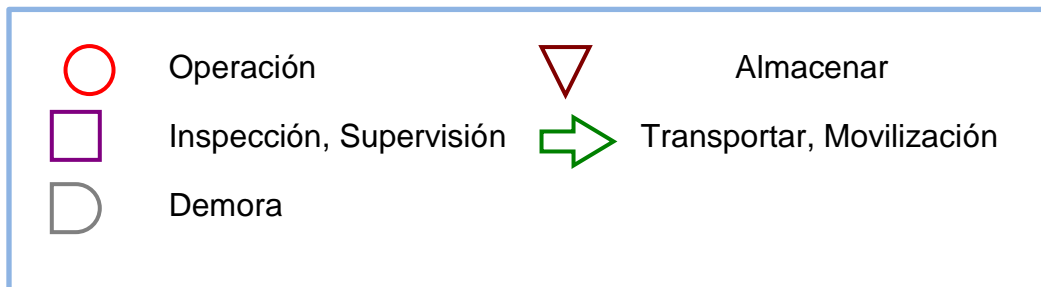 Operación
Almacenar
Inspección, Supervisión
Transportar, Movilización
Demora